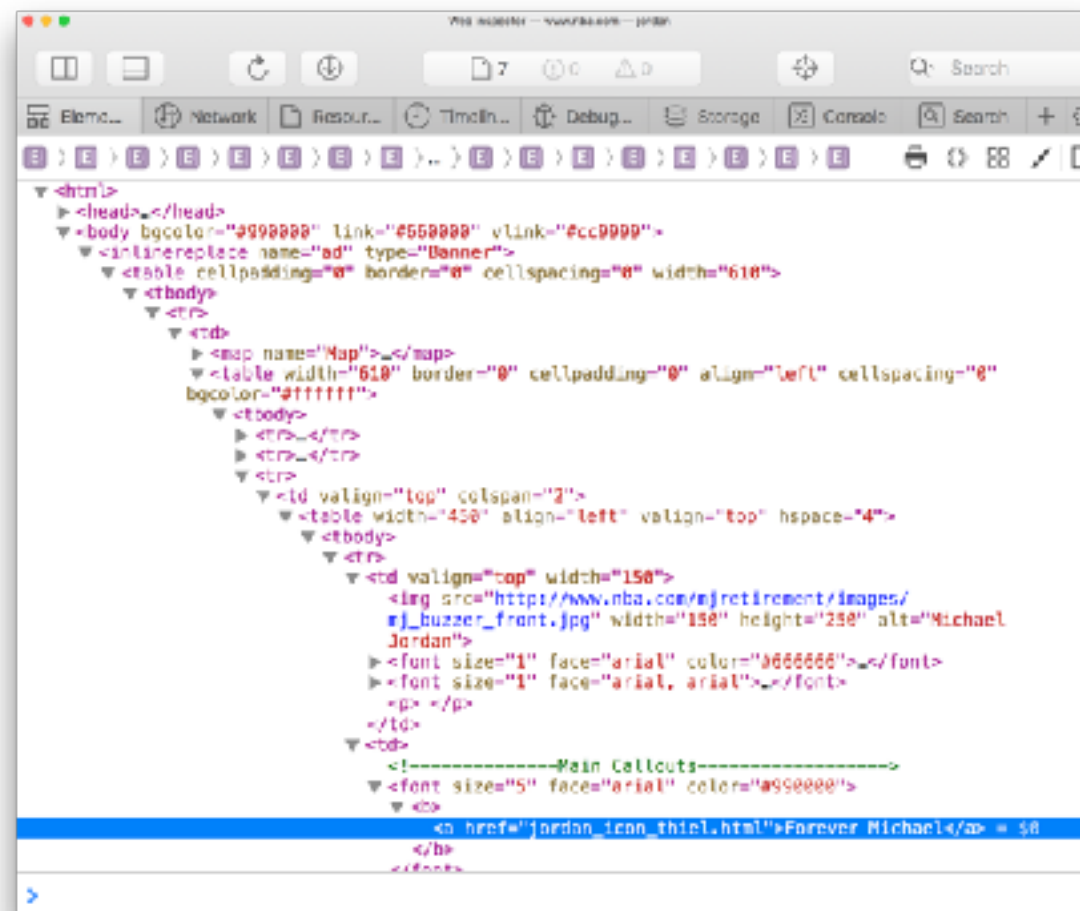 Web Inspector — www.nba.com — jordan
7 0 0 Search
Eleme... Network Resour... Timelin... Debug... Storage Console Search +
E E E E E E E E … E E E E E E E E
<html>
<head>…</head>
<body bgcolor="#990000" link="#550000" vlink="#cc9999">
<inlinereplace name="ad" type="Banner">
<table cellpadding="0" border="0" cellspacing="0" width="610">
<tbody>
<tr>
<td>
<map name="Map">…</map>
<table width="610" border="0" cellpadding="0" align="left" cellspacing="0"
bgcolor="#ffffff">
<tbody>
<tr>…</tr>
<tr>…</tr>
<tr>
<td valign="top" colspan="2">
<table width="450" align="left" valign="top" hspace="4">
<tbody>
<tr>
<td valign="top" width="150">
<img src="http://www.nba.com/mjretirement/images/
mj_buzzer_front.jpg" width="150" height="250" alt="Michael
Jordan">
<font size="1" face="arial" color="#666666">…</font>
<font size="1" face="arial, arial">…</font>
<p> </p>
</td>
<td>
<!--------------Main Callouts------------------>
<font size="5" face="arial" color="#990000">
<b>
<a href="jordan_icon_thiel.html">Forever Michael</a> = $0
</b>
</font>
>